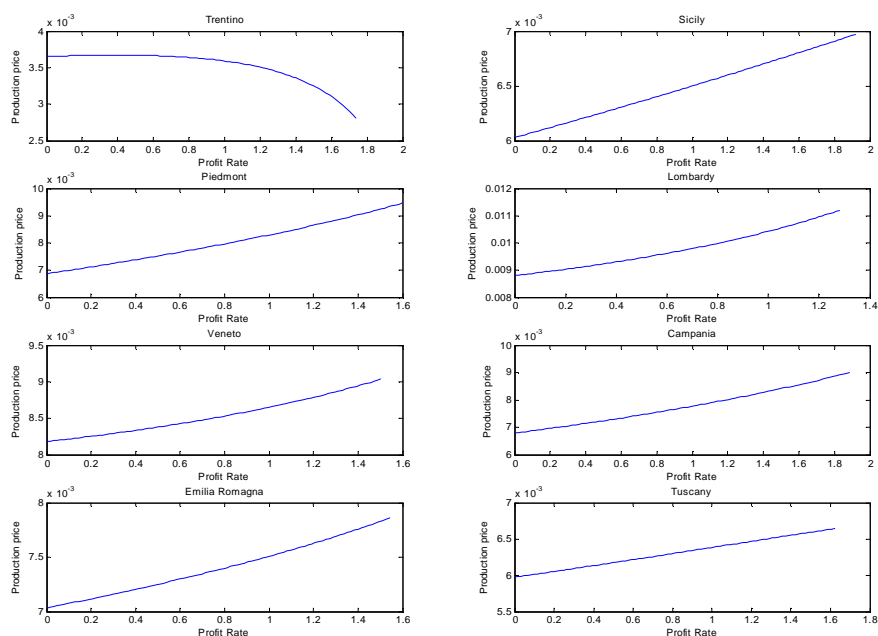 Trentino
x 10^-3
Production price
4
3.5
3
2.5
0 0.2 0.4 0.6 0.8 1 1.2 1.4 1.6 1.8 2
Profit Rate
Sicily
x 10^-3
Production price
7
6.5
6
0 0.2 0.4 0.6 0.8 1 1.2 1.4 1.6 1.8 2
Profit Rate
Piedmont
x 10^-3
Production price
10
9
8
7
6
0 0.2 0.4 0.6 0.8 1 1.2 1.4 1.6
Profit Rate
Lombardy
Production price
0.012
0.011
0.01
0.009
0.008
0 0.2 0.4 0.6 0.8 1 1.2 1.4
Profit Rate
Veneto
x 10^-3
Production price
9.5
9
8.5
8
0 0.2 0.4 0.6 0.8 1 1.2 1.4 1.6
Profit Rate
Campania
x 10^-3
Production price
10
9
8
7
6
0 0.2 0.4 0.6 0.8 1 1.2 1.4 1.6 1.8 2
Profit Rate
Emilia Romagna
x 10^-3
Production price
8
7.5
7
0 0.2 0.4 0.6 0.8 1 1.2 1.4 1.6
Profit Rate
Tuscany
x 10^-3
Production price
7
6.5
6
5.5
0 0.2 0.4 0.6 0.8 1 1.2 1.4 1.6 1.8
Profit Rate